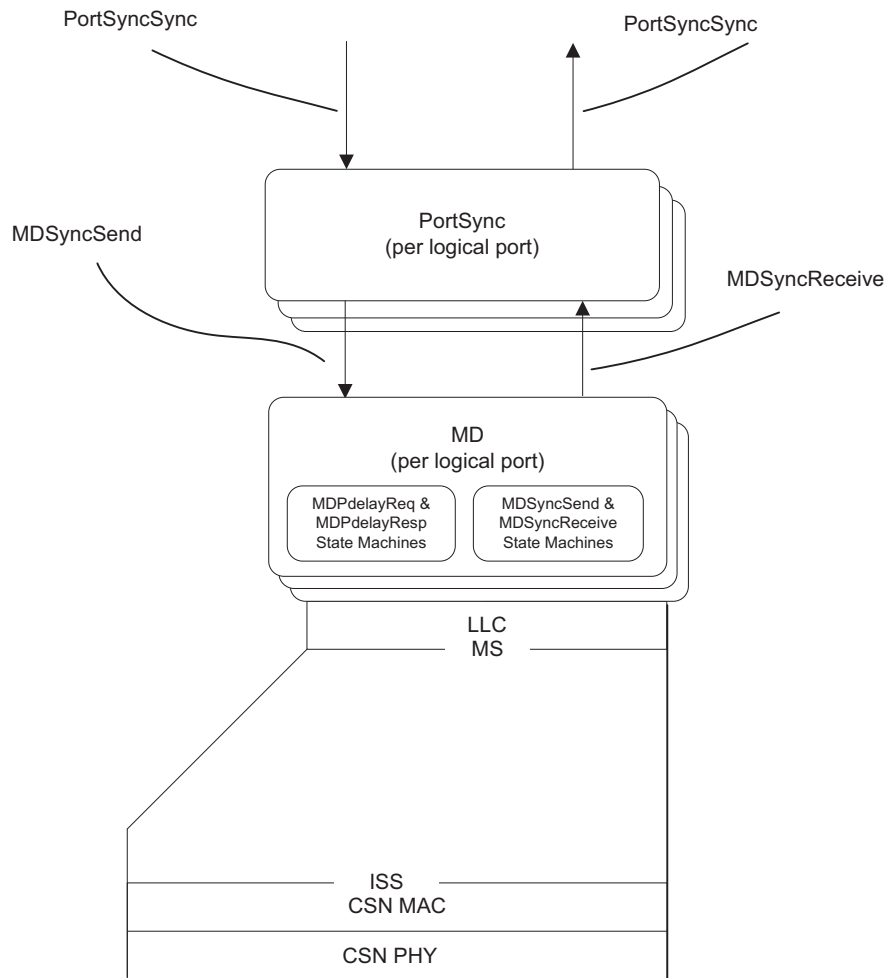 PortSyncSync
PortSyncSync
PortSync
(per logical port)
MDSyncSend
MDSyncReceive
MD
(per logical port)
MDPdelayReq &
MDPdelayResp
State Machines
MDSyncSend &
MDSyncReceive
State Machines
LLC
MS
ISS
CSN MAC
CSN PHY